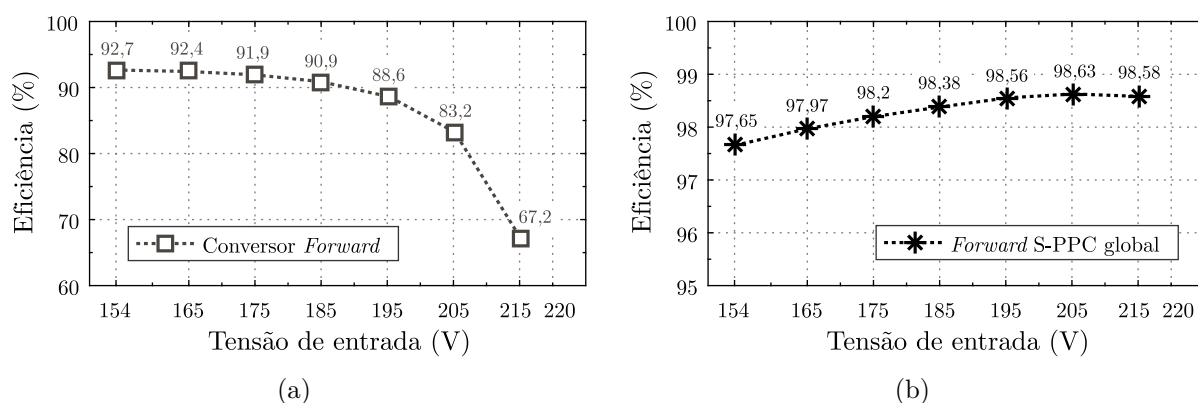 100
90
80
70
60
92,7
92,4
91,9
90,9
88,6
83,2
67,2
Conversor Forward
154 165 175 185 195 205 215 220
Tensão de entrada (V)
Eficiência (%)
(a)
100
99
98
97
96
95
97,65
97,97
98,2
98,38
98,56
98,63
98,58
Forward S-PPC global
154 165 175 185 195 205 215 220
Tensão de entrada (V)
Eficiência (%)
(b)